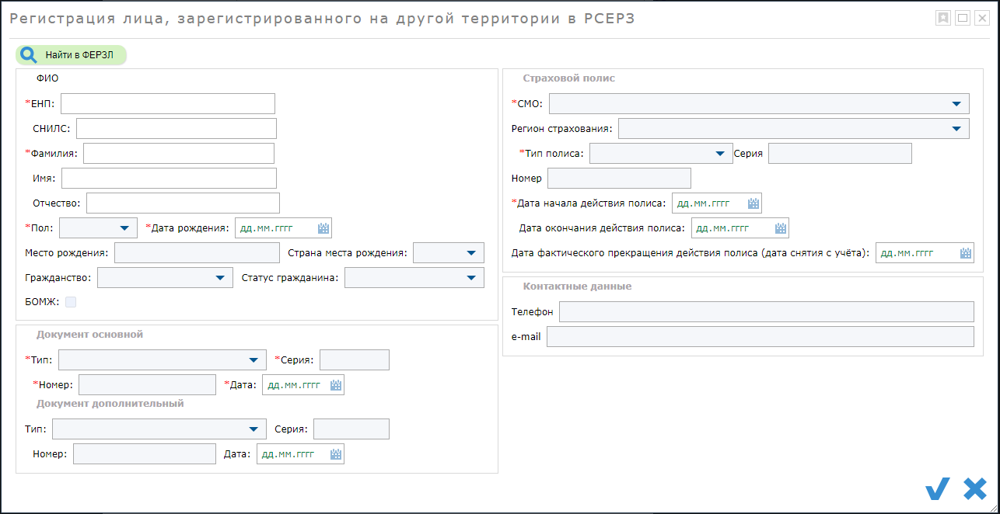 Регистрация лица, зарегистрированного на другой территории в РСЕРЗ
Найти в ФЕРЗЛ
ФИО
*ЕНП:
СНИЛС:
*Фамилия:
Имя:
Отчество:
*Пол: *Дата рождения: дд.мм.гггг
Место рождения: Страна места рождения:
Гражданство: Статус гражданина:
БОМЖ:
Документ основной
*Тип: *Серия:
*Номер: *Дата: дд.мм.гггг
Документ дополнительный
Тип: Серия:
Номер: Дата: дд.мм.гггг
Страховой полис
*СМО:
Регион страхования:
*Тип полиса: Серия
Номер
*Дата начала действия полиса: дд.мм.гггг
Дата окончания действия полиса: дд.мм.гггг
Дата фактического прекращения действия полиса (дата снятия с учёта): дд.мм.гггг
Контактные данные
Телефон
e-mail